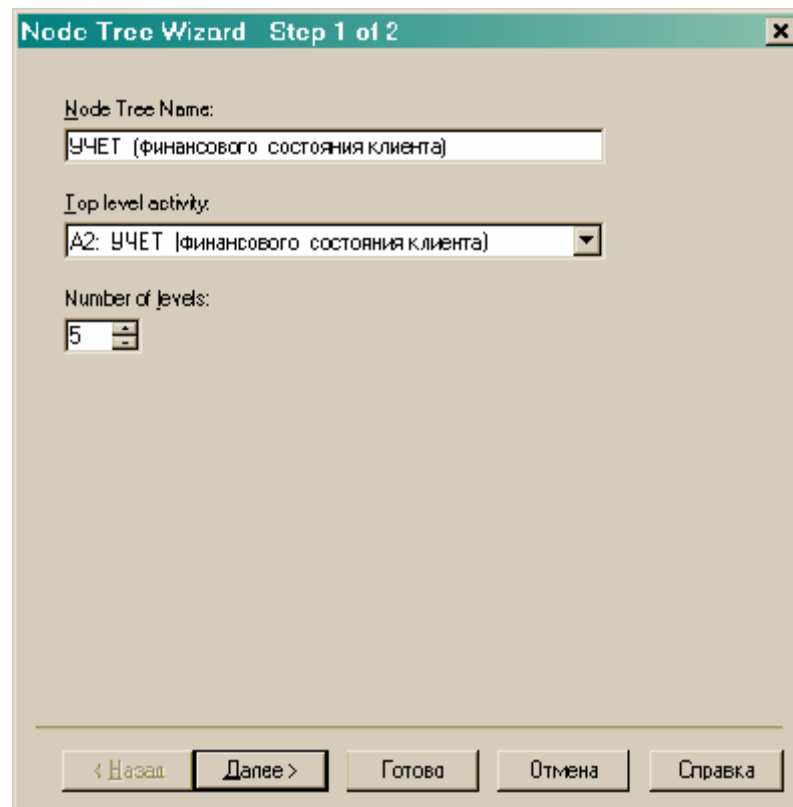 Node Tree Wizard Step 1 of 2
Node Tree Name:
УЧЕТ (финансового состояния клиента)
Top level activity:
A2: УЧЕТ (финансового состояния клиента)
Number of levels:
5
< Назад Далее > Готово Отмена Справка